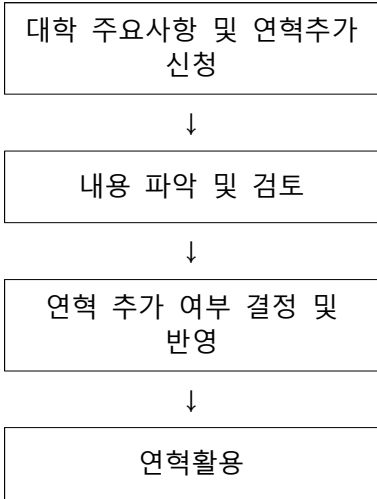 대학 주요사항 및 연혁추가
신청
↓
내용 파악 및 검토
↓
연혁 추가 여부 결정 및
반영
↓
연혁활용